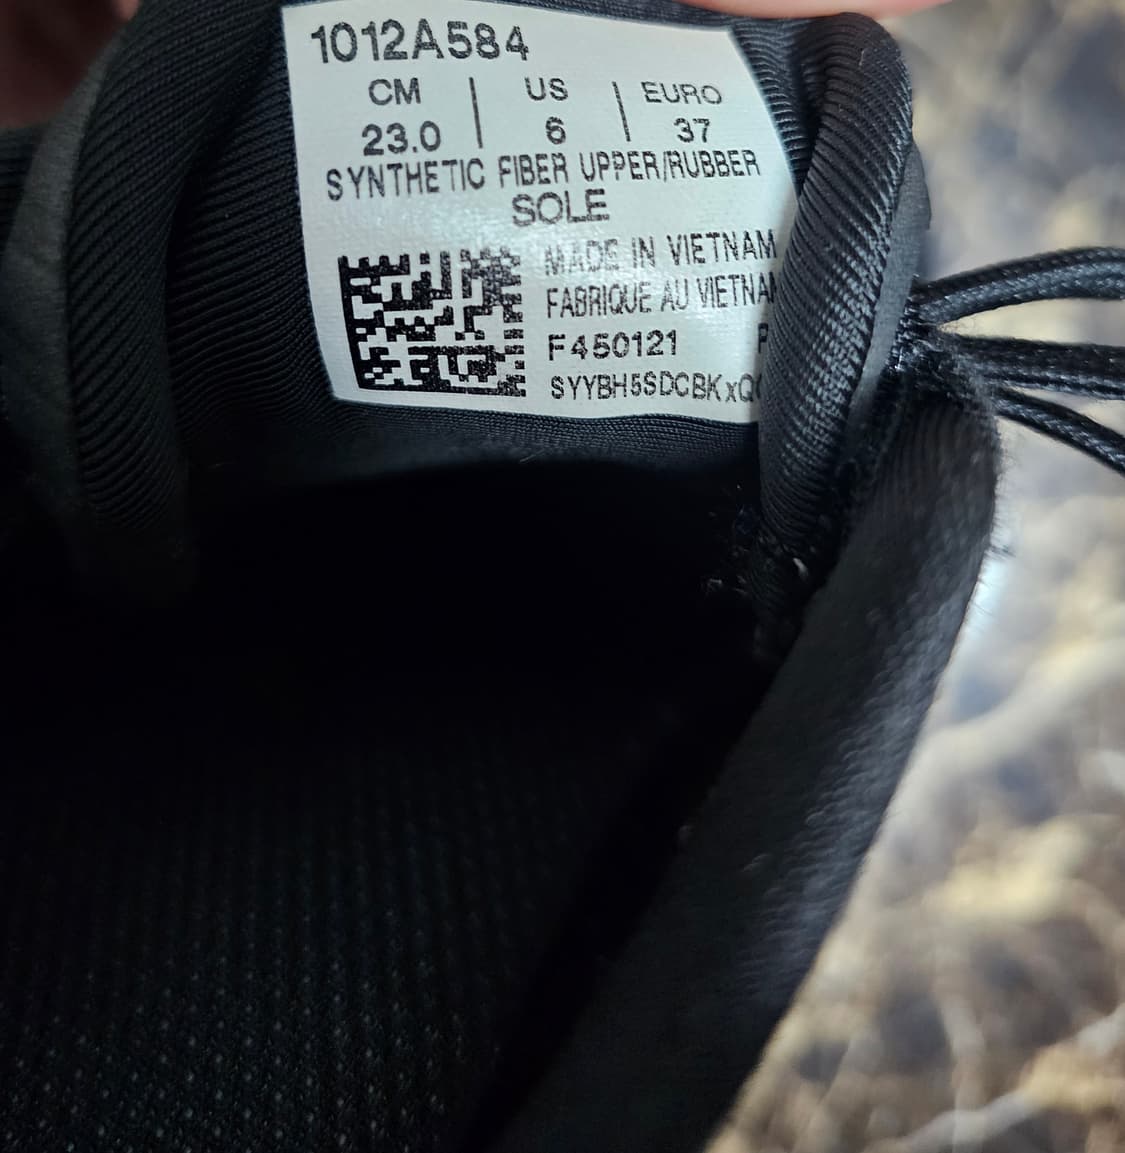 1012A584
CM | US | EURO
23.0 | 6 | 37
SYNTHETIC FIBER UPPER/RUBBER
SOLE
MADE IN VIETNAM
FABRIQUE AU VIETNAM
F450121